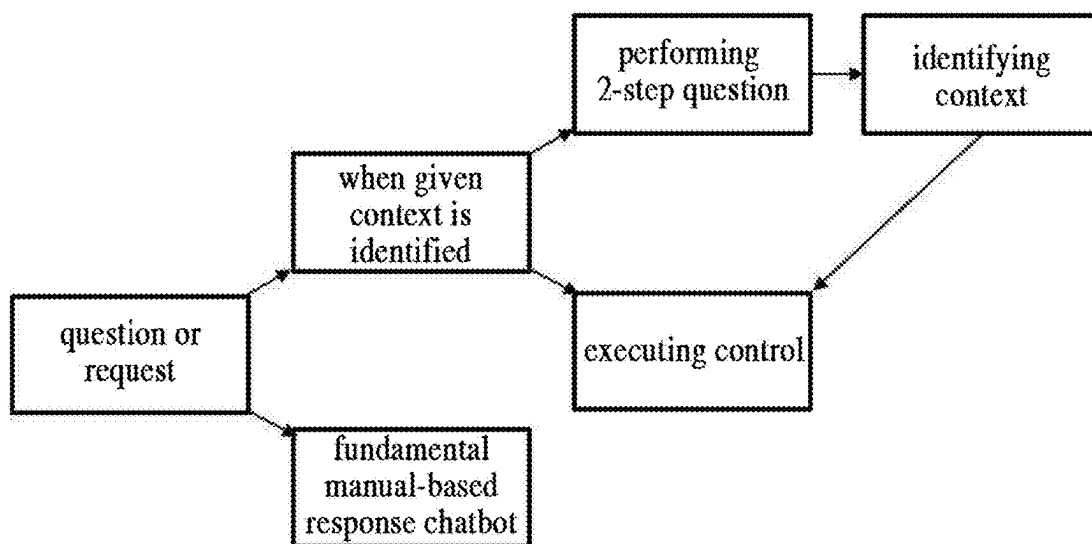 performing
2-step question
identifying
context
when given
context is
identified
question or
request
executing control
fundamental
manual-based
response chatbot